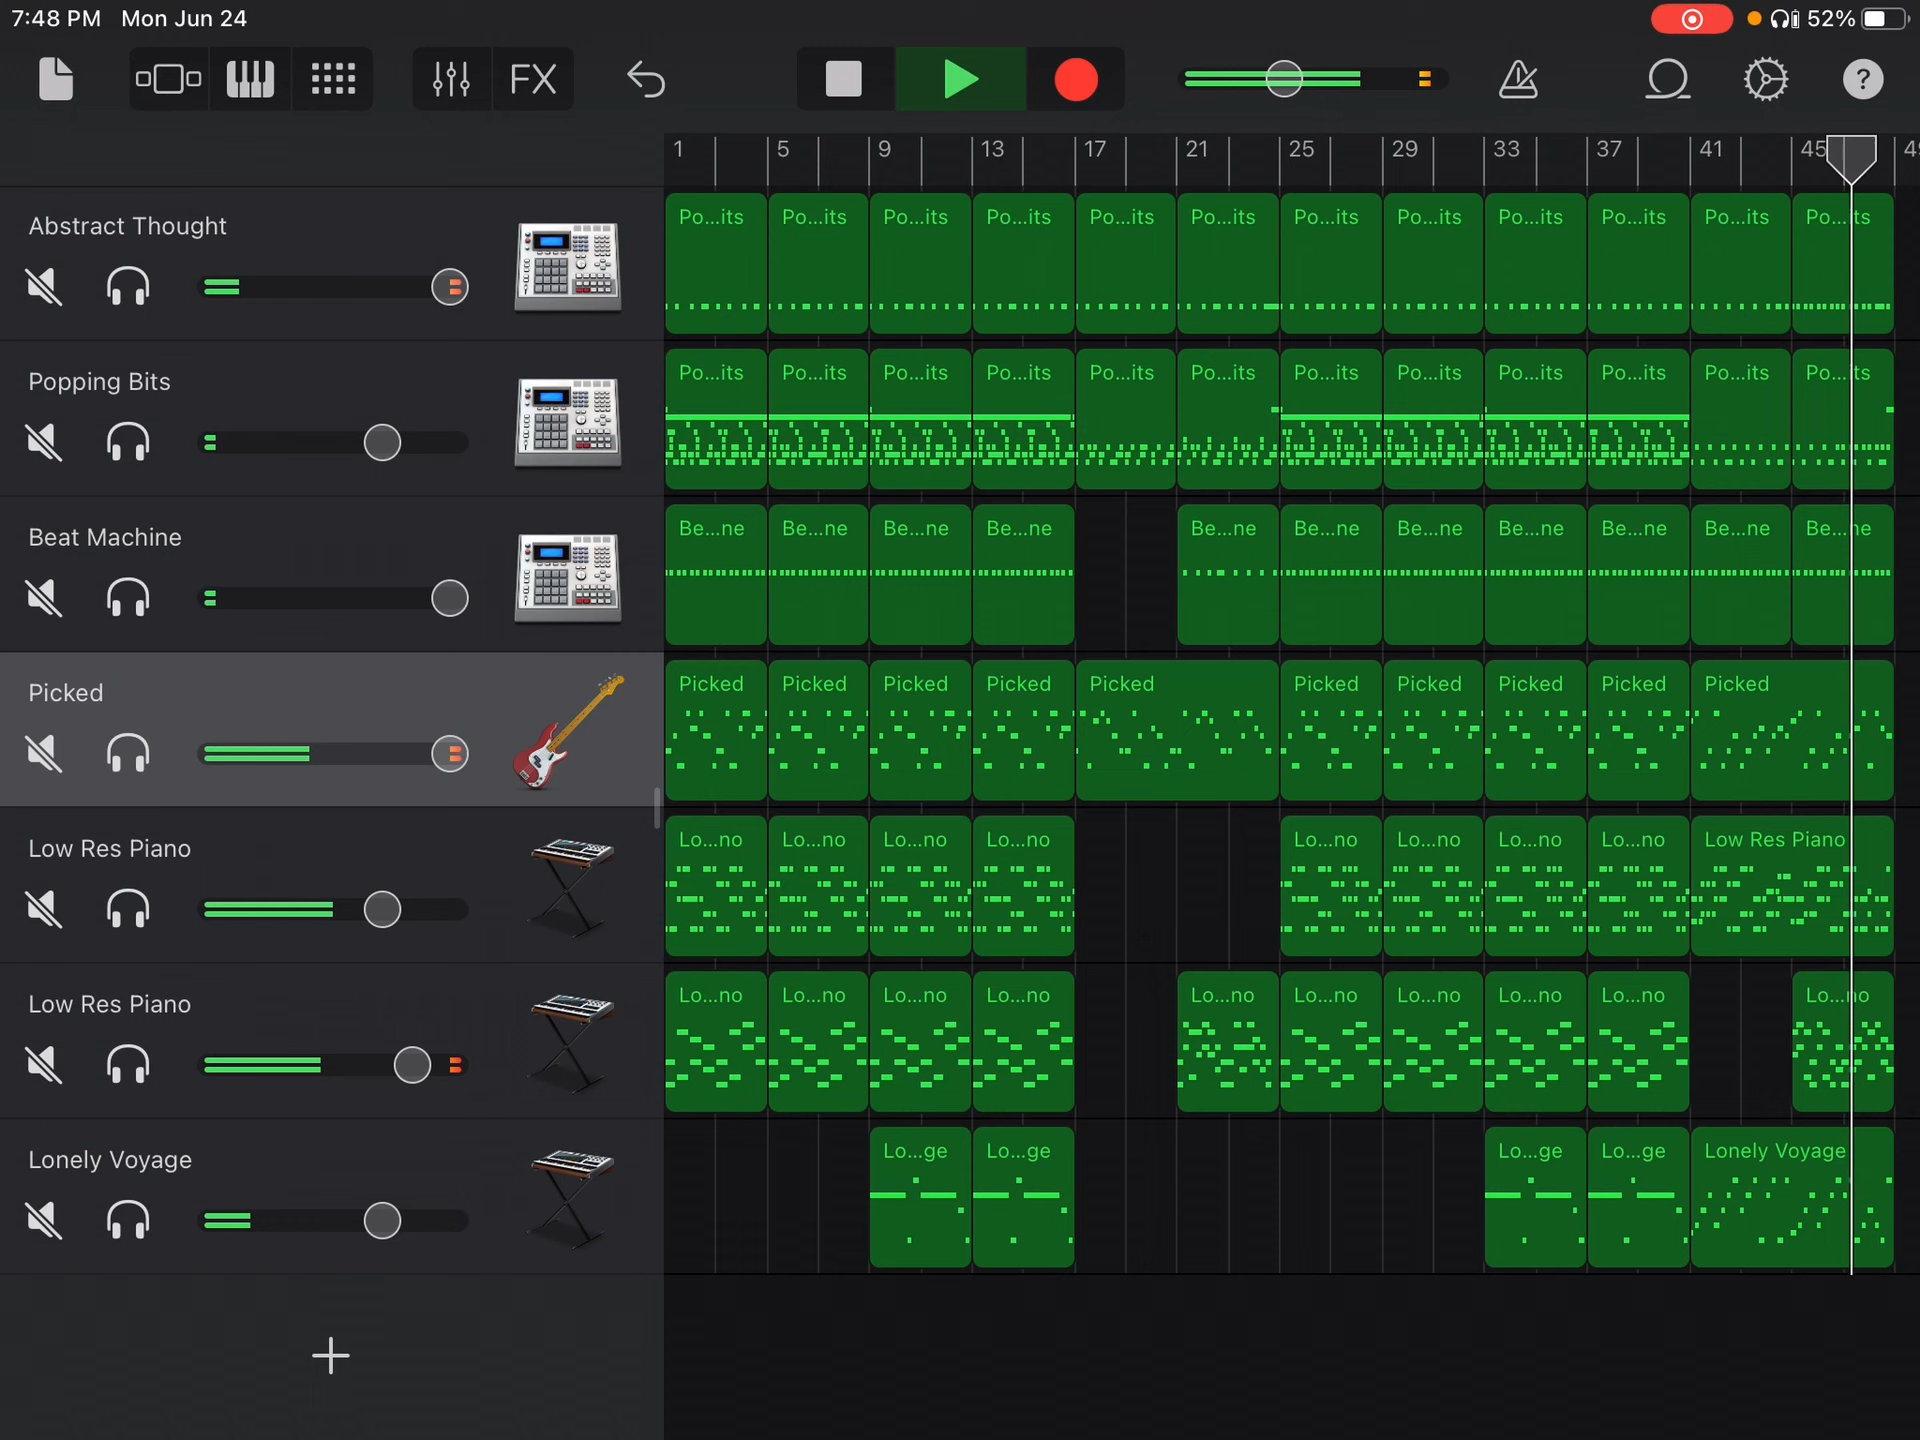 7:48 PM Mon Jun 24 52%
FX ?
1 5 9 13 17 21 25 29 33 37 41 45
Abstract Thought
Po...its Po...its Po...its Po...its Po...its Po...its Po...its Po...its Po...its Po...its Po...its Po...its
Popping Bits
Po...its Po...its Po...its Po...its Po...its Po...its Po...its Po...its Po...its Po...its Po...its Po...its
Beat Machine
Be...ne Be...ne Be...ne Be...ne Be...ne Be...ne Be...ne Be...ne Be...ne Be...ne Be...ne
Picked
Picked Picked Picked Picked Picked Picked Picked Picked Picked Picked
Low Res Piano
Lo...no Lo...no Lo...no Lo...no Lo...no Lo...no Lo...no Lo...no Low Res Piano
Low Res Piano
Lo...no Lo...no Lo...no Lo...no Lo...no Lo...no Lo...no Lo...no Lo...no Lo...no
Lonely Voyage
Lo...ge Lo...ge Lo...ge Lo...ge Lonely Voyage